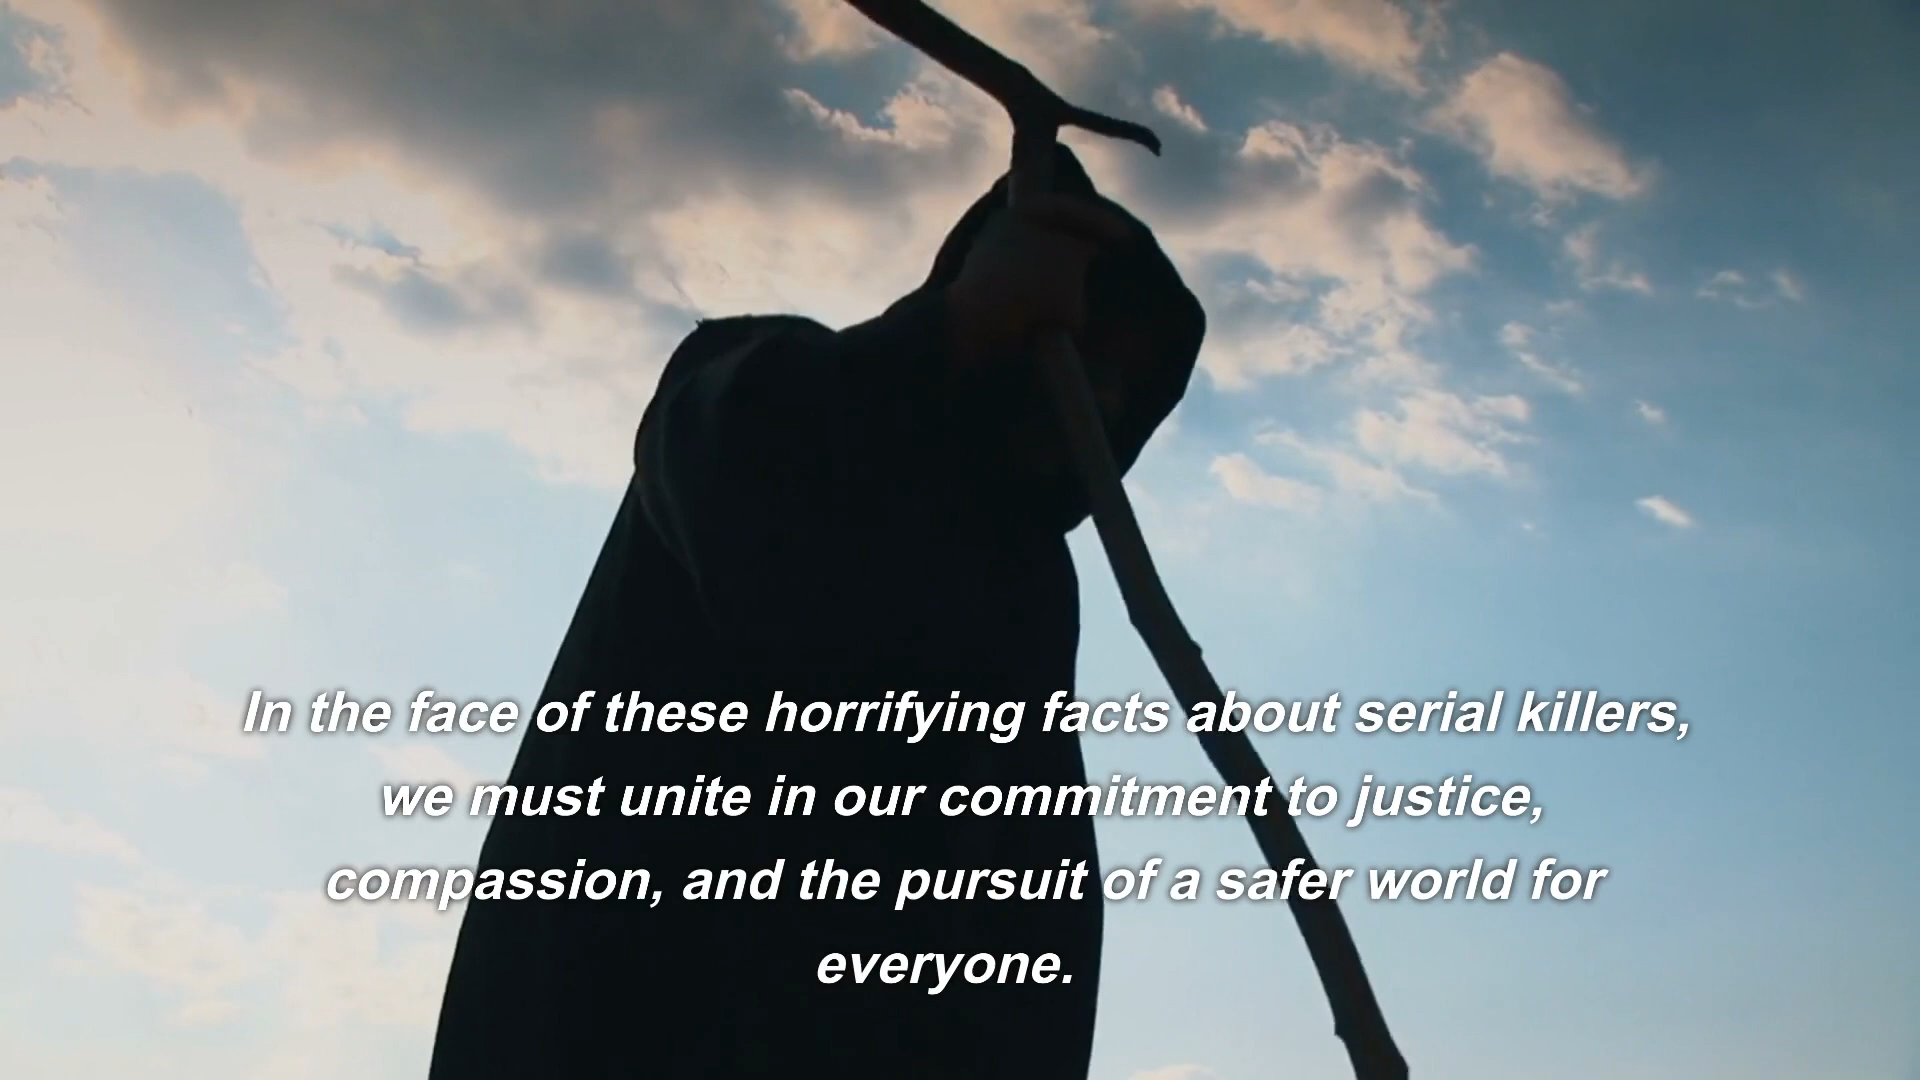 In the face of these horrifying facts about serial killers,
we must unite in our commitment to justice,
compassion, and the pursuit of a safer world for
everyone.